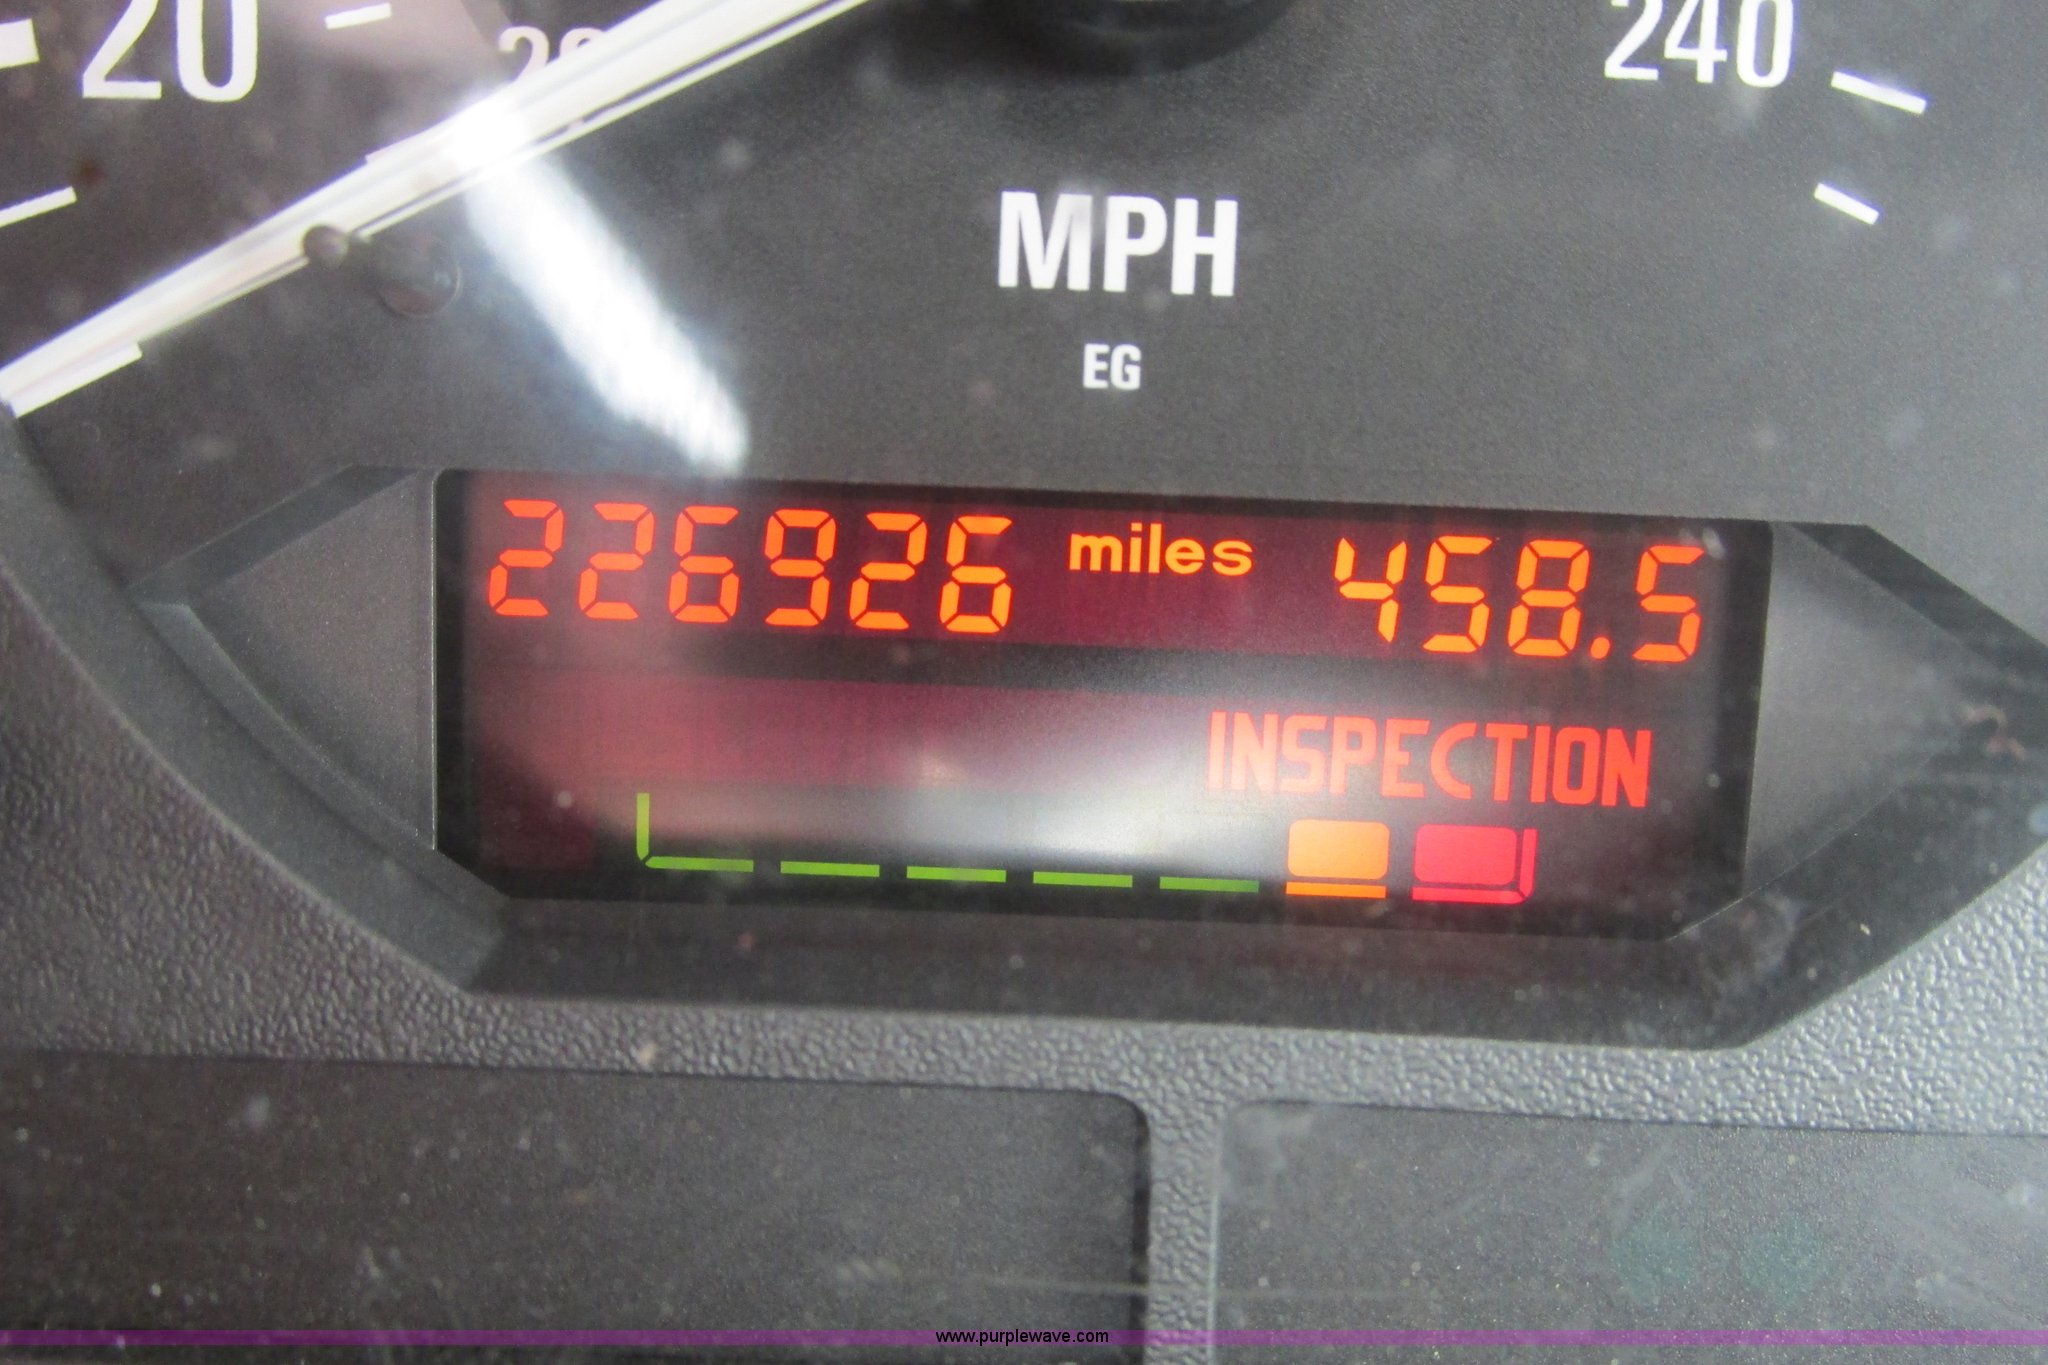 20
240
MPH
EG
226926 miles 458.5
INSPECTION
www.purplewave.com